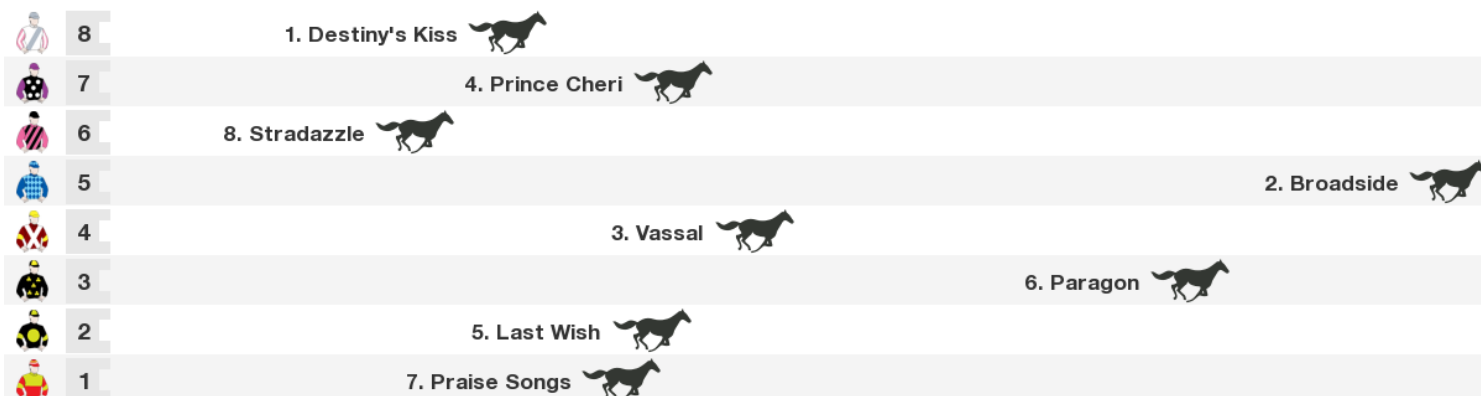 8 1. Destiny's Kiss
7 4. Prince Cheri
6 8. Stradazzle
5 2. Broadside
4 3. Vassal
3 6. Paragon
2 5. Last Wish
1 7. Praise Songs